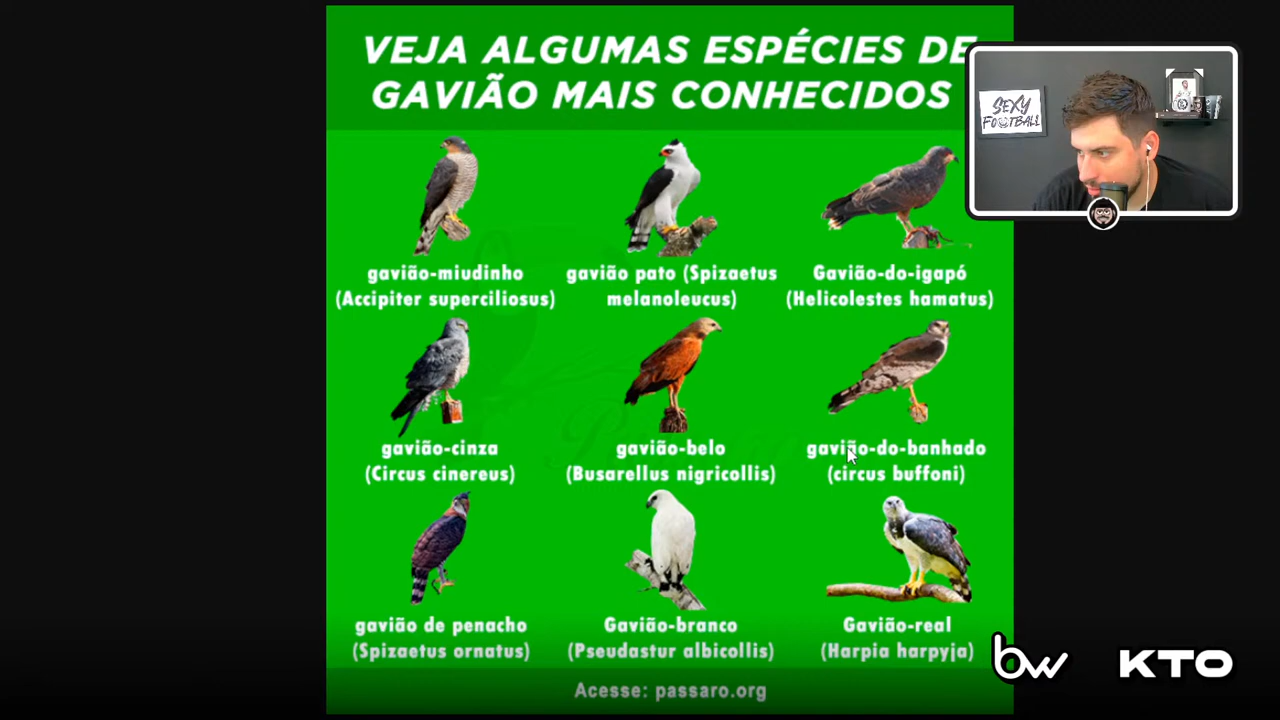 VEJA ALGUMAS ESPÉCIES DE
GAVIÃO MAIS CONHECIDOS
SEXY
FOOTBALL
gavião-miudinho
(Accipiter superciliosus)
gavião pato (Spizaetus
melanoleucus)
Gavião-do-igapó
(Helicolestes hamatus)
gavião-cinza
(Circus cinereus)
gavião-belo
(Busarellus nigricollis)
gavião-do-banhado
(circus buffoni)
gavião de penacho
(Spizaetus ornatus)
Gavião-branco
(Pseudastur albicollis)
Gavião-real
(Harpia harpyja)
Acesse: passaro.org
bw
KTO